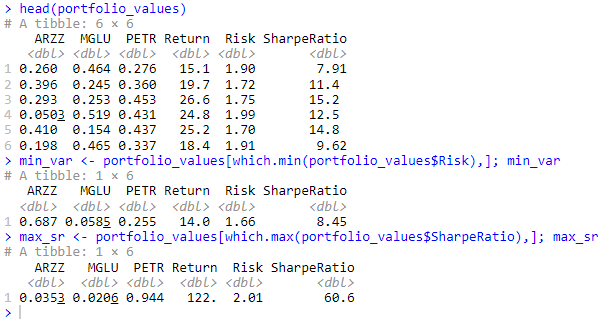 > head(portfolio_values)
# A tibble: 6 × 6
    ARZZ  MGLU  PETR Return  Risk SharpeRatio
   <dbl> <dbl> <dbl>  <dbl> <dbl>       <dbl>
1 0.260  0.464 0.276   15.1  1.90        7.91
2 0.396  0.245 0.360   19.7  1.72       11.4
3 0.293  0.253 0.453   26.6  1.75       15.2
4 0.0503 0.519 0.431   24.8  1.99       12.5
5 0.410  0.154 0.437   25.2  1.70       14.8
6 0.198  0.465 0.337   18.4  1.91        9.62
> min_var <- portfolio_values[which.min(portfolio_values$Risk),]; min_var
# A tibble: 1 × 6
   ARZZ   MGLU  PETR Return  Risk SharpeRatio
  <dbl>  <dbl> <dbl>  <dbl> <dbl>       <dbl>
1 0.687 0.0585 0.255   14.0  1.66        8.45
> max_sr <- portfolio_values[which.max(portfolio_values$SharpeRatio),]; max_sr
# A tibble: 1 × 6
    ARZZ   MGLU  PETR Return  Risk SharpeRatio
   <dbl>  <dbl> <dbl>  <dbl> <dbl>       <dbl>
1 0.0353 0.0206 0.944   122.  2.01        60.6
>